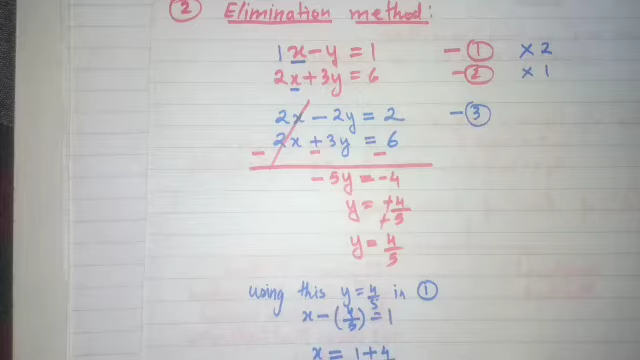 ② Elimination method:
1x - y = 1 - ① × 2
2x + 3y = 6 - ② × 1
2x - 2y = 2 - ③
2x + 3y = 6
- - -
- 5y = -4
y = +4/+5
y = 4/5
using this y = 4/5 in ①
x - (4/5) = 1
x = 1 + 4